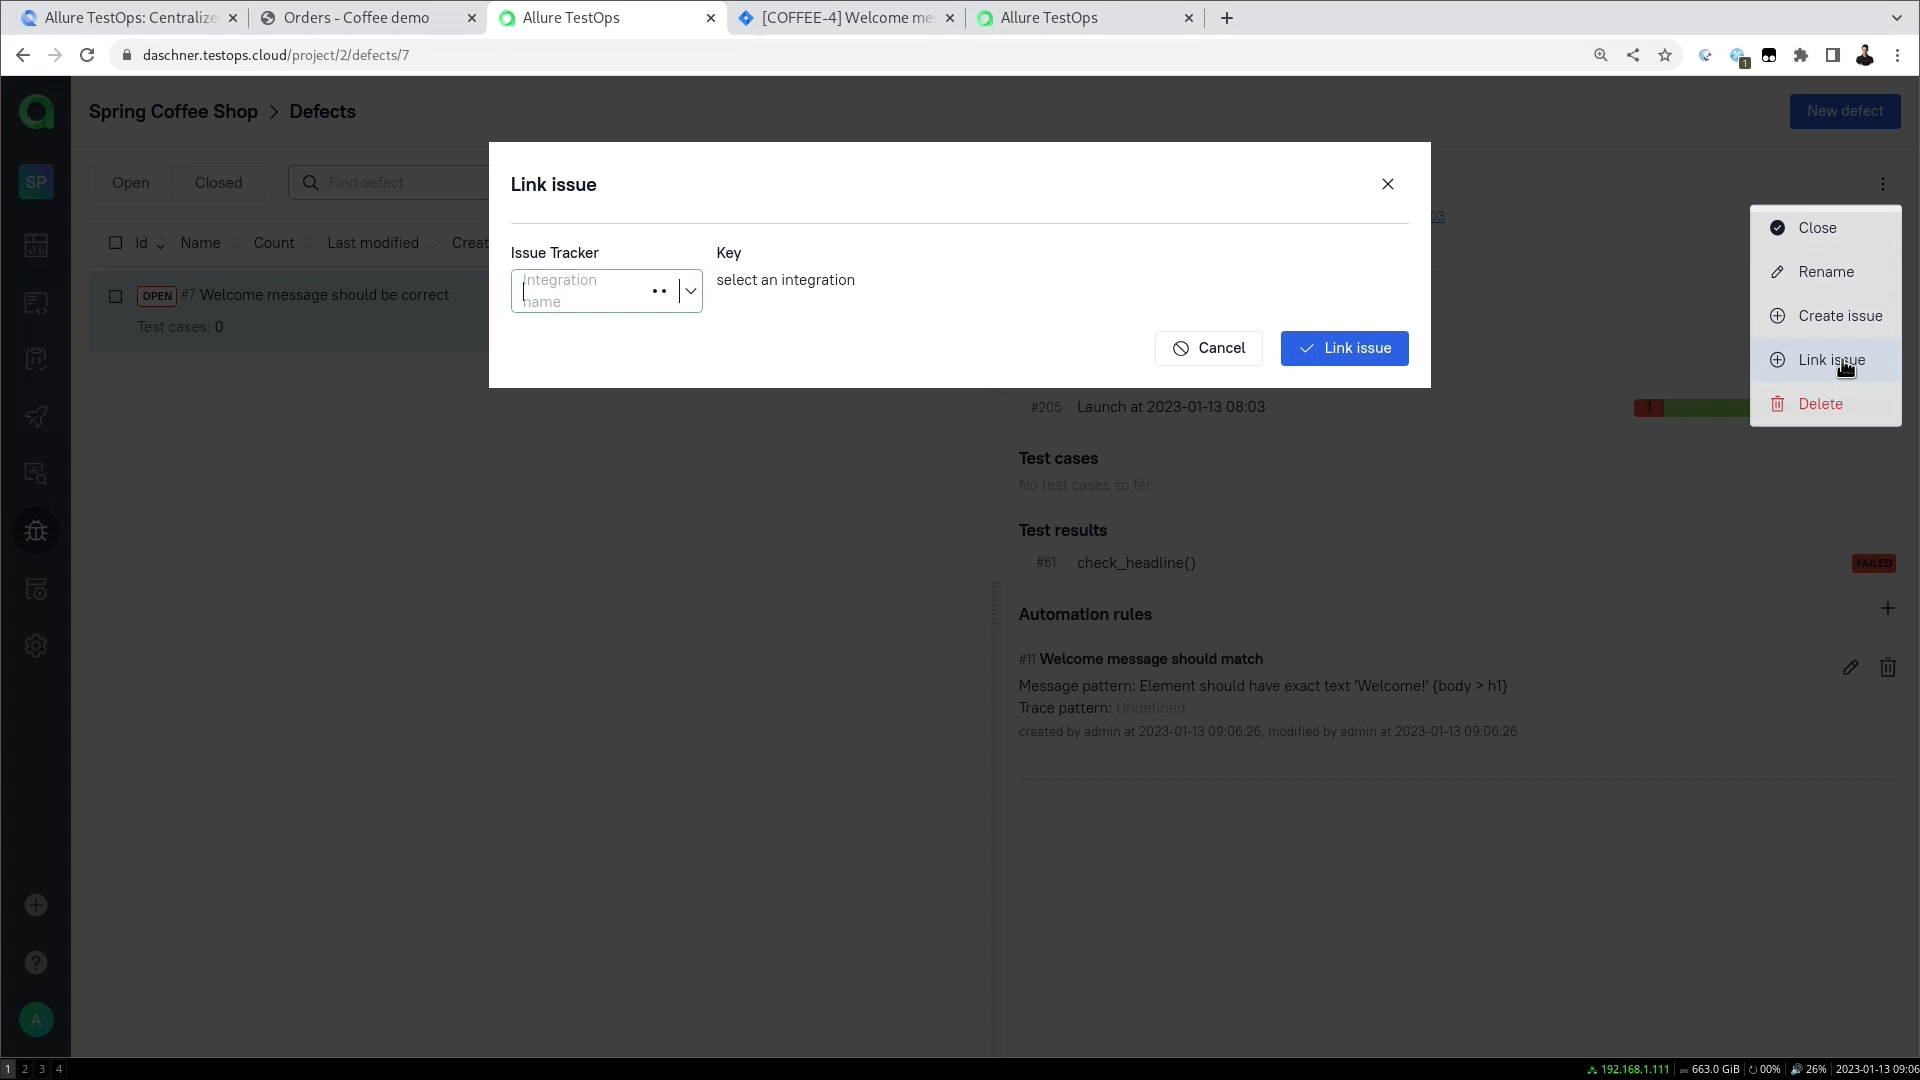 Allure TestOps: Centralize
Orders - Coffee demo
Allure TestOps
[COFFEE-4] Welcome me
Allure TestOps
daschner.testops.cloud/project/2/defects/7
1
Spring Coffee Shop > Defects
New defect
SP
Open
Closed
Find defect
Id
Name
Count
Last modified
Creat
OPEN #7 Welcome message should be correct
Test cases: 0
Link issue
Issue Tracker
Key
Integration name
select an integration
Cancel
Link issue
03
Close
Rename
Create issue
Link issue
Delete
#205 Launch at 2023-01-13 08:03
1
Test cases
No test cases so far
Test results
#61 check_headline()
FAILED
Automation rules
#11 Welcome message should match
Message pattern: Element should have exact text 'Welcome!' {body > h1}
Trace pattern: Undefined
created by admin at 2023-01-13 09:06:26, modified by admin at 2023-01-13 09:06:26
?
A
1 2 3 4
192.168.1.111
663.0 GiB
00%
26%
2023-01-13 09:06